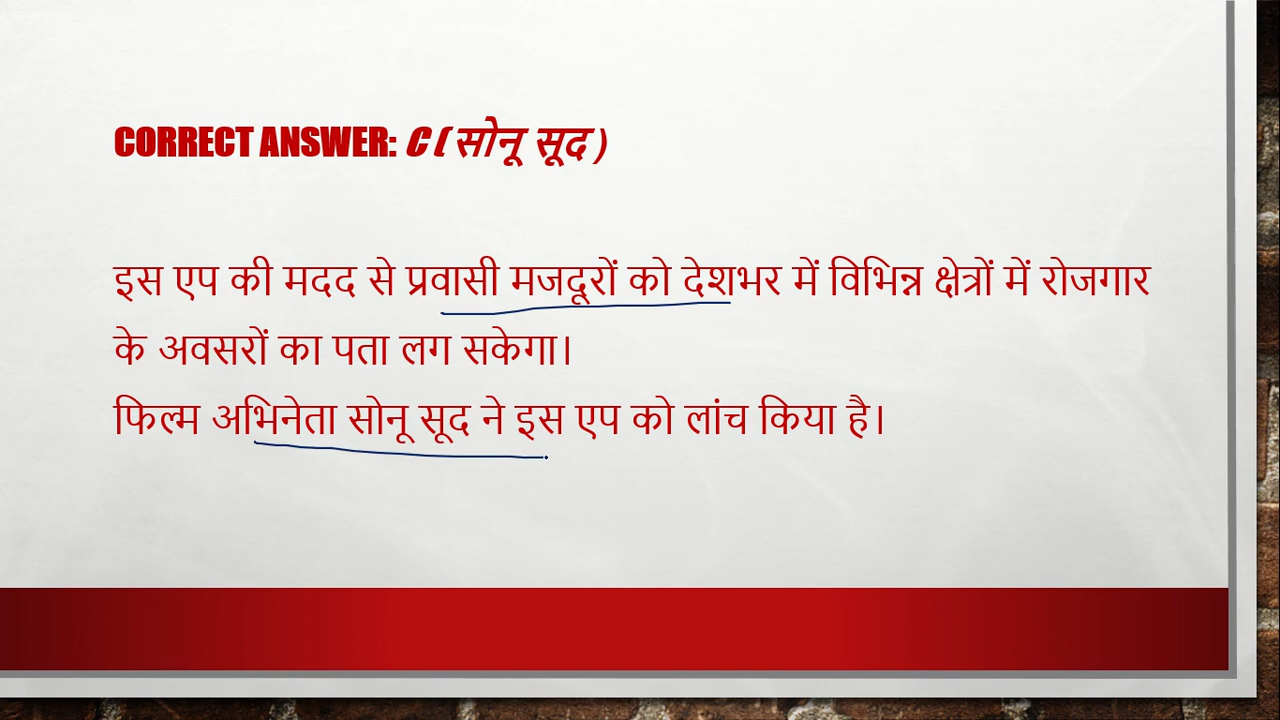 CORRECT ANSWER: C ( सोनू सूद )
इस एप की मदद से प्रवासी मजदूरों को देशभर में विभिन्न क्षेत्रों में रोजगार
के अवसरों का पता लग सकेगा।
फिल्म अभिनेता सोनू सूद ने इस एप को लांच किया है।